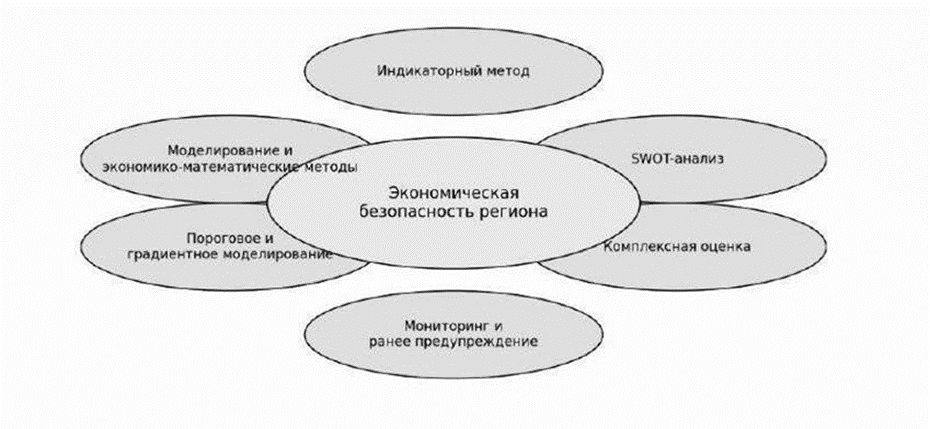 Индикаторный метод
Моделирование и
экономико-математические методы
SWOT-анализ
Экономическая
безопасность региона
Пороговое и
градиентное моделирование
Комплексная оценка
Мониторинг и
ранее предупреждение